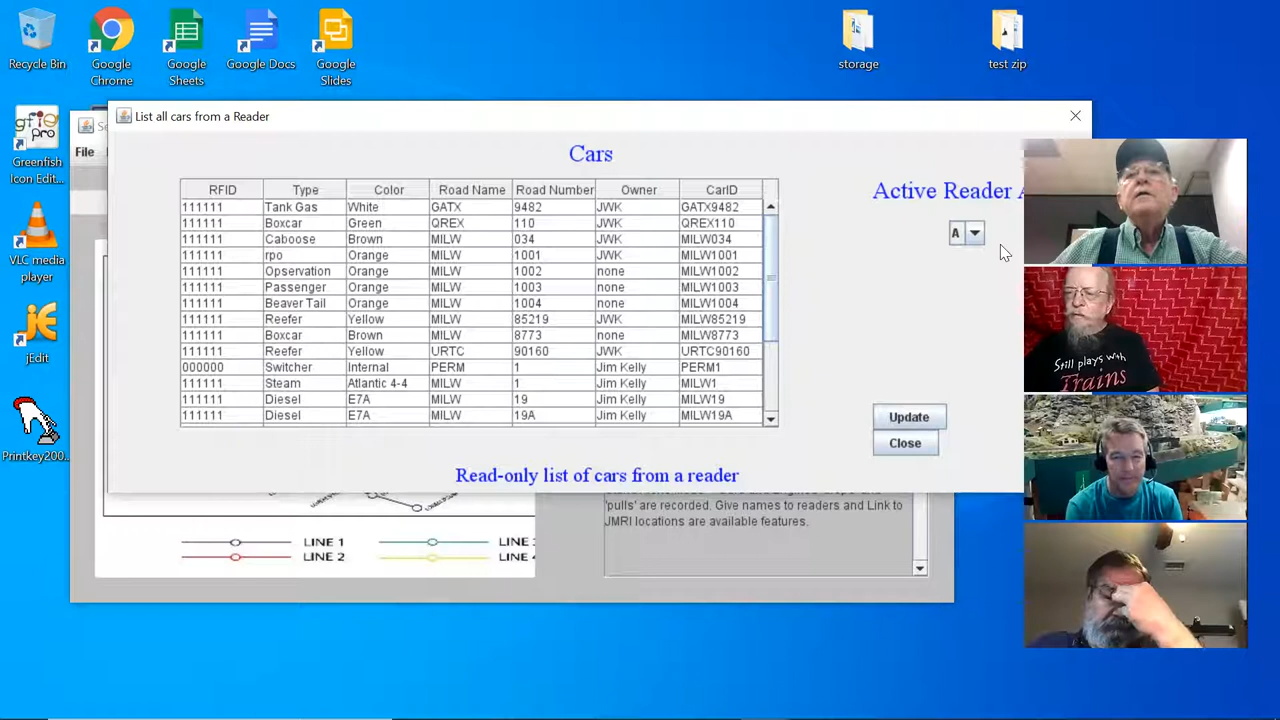 Recycle Bin
Google Chrome
Google Sheets
Google Docs
Google Slides
storage
test zip
gfie pro
Greenfish Icon Edit...
VLC media player
jEdit
Printkey200...
File
List all cars from a Reader
Cars
Active Reader
A
RFID Type Color Road Name Road Number Owner CarID
111111 Tank Gas White GATX 9482 JWK GATX9482
111111 Boxcar Green QREX 110 JWK QREX110
111111 Caboose Brown MILW 034 JWK MILW034
111111 rpo Orange MILW 1001 JWK MILW1001
111111 Opservation Orange MILW 1002 none MILW1002
111111 Passenger Orange MILW 1003 none MILW1003
111111 Beaver Tail Orange MILW 1004 none MILW1004
111111 Reefer Yellow MILW 85219 JWK MILW85219
111111 Boxcar Brown MILW 8773 none MILW8773
111111 Reefer Yellow URTC 90160 JWK URTC90160
000000 Switcher Internal PERM 1 Jim Kelly PERM1
111111 Steam Atlantic 4-4 MILW 1 Jim Kelly MILW1
111111 Diesel E7A MILW 19 Jim Kelly MILW19
111111 Diesel E7A MILW 19A Jim Kelly MILW19A
Update
Close
Read-only list of cars from a reader
'pulls' are recorded. Give names to readers and Link to
JMRI locations are available features.
LINE 1
LINE 2
LINE
LINE
Still plays with
Trains